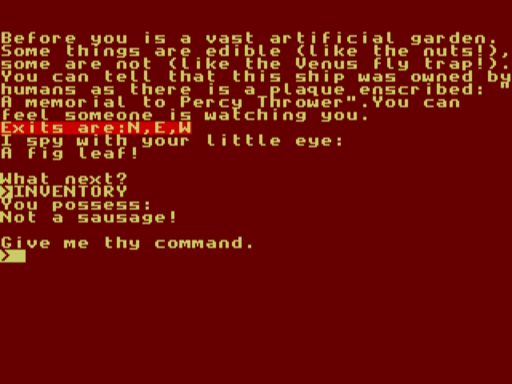 Before you is a vast artificial garden.
Some things are edible (like the nuts!),
some are not (like the Venus fly trap!).
You can tell that this ship was owned by
humans as there is a plaque enscribed: "
A memorial to Percy Thrower".You can
feel someone is watching you.
Exits are:N,E,W
I spy with your little eye:
A fig leaf!
What next?
>INVENTORY
You possess:
Not a sausage!
Give me thy command.
>